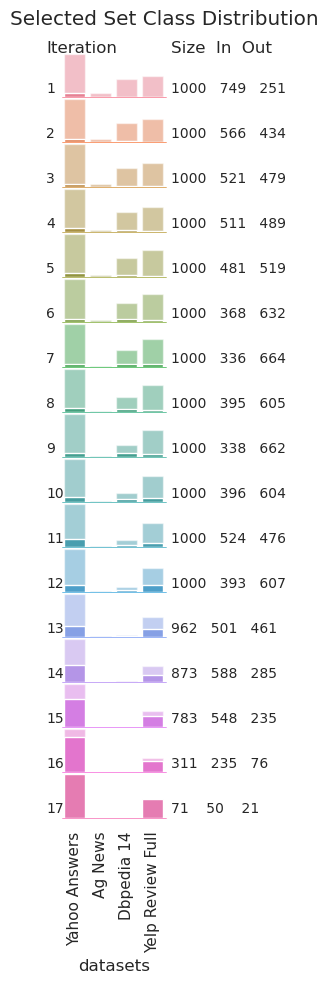 Selected Set Class Distribution
Iteration Size In Out
1 1000 749 251
2 1000 566 434
3 1000 521 479
4 1000 511 489
5 1000 481 519
6 1000 368 632
7 1000 336 664
8 1000 395 605
9 1000 338 662
10 1000 396 604
11 1000 524 476
12 1000 393 607
13 962 501 461
14 873 588 285
15 783 548 235
16 311 235 76
17 71 50 21
Yahoo Answers
Ag News
Dbpedia 14
Yelp Review Full
datasets